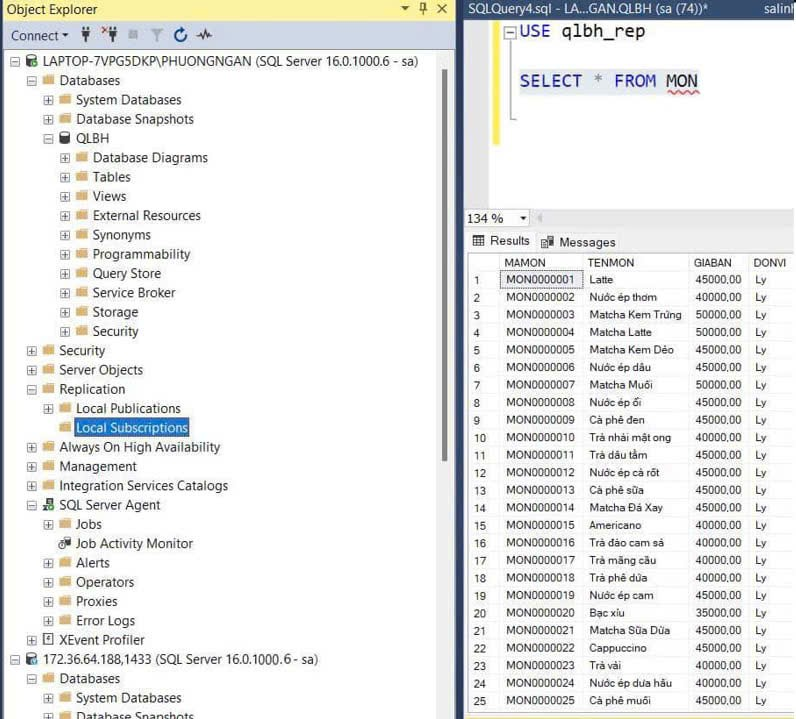 Object Explorer
Connect
LAPTOP-7VPG5DKP\PHUONGNGAN (SQL Server 16.0.1000.6 - sa)
Databases
System Databases
Database Snapshots
QLBH
Database Diagrams
Tables
Views
External Resources
Synonyms
Programmability
Query Store
Service Broker
Storage
Security
Security
Server Objects
Replication
Local Publications
Local Subscriptions
Always On High Availability
Management
Integration Services Catalogs
SQL Server Agent
Jobs
Job Activity Monitor
Alerts
Operators
Proxies
Error Logs
XEvent Profiler
172.36.64.188,1433 (SQL Server 16.0.1000.6 - sa)
Databases
System Databases
Database Snapshots
SQLQuery4.sql - LA...GAN.QLBH (sa (74))*
USE qlbh_rep
SELECT * FROM MON
134 %
Results Messages
MAMON TENMON GIABAN DONVI
1 MON0000001 Latte 45000,00 Ly
2 MON0000002 Nước ép thơm 40000,00 Ly
3 MON0000003 Matcha Kem Trứng 50000,00 Ly
4 MON0000004 Matcha Latte 50000,00 Ly
5 MON0000005 Matcha Kem Dẻo 45000,00 Ly
6 MON0000006 Nước ép dâu 45000,00 Ly
7 MON0000007 Matcha Muối 50000,00 Ly
8 MON0000008 Nước ép ổi 45000,00 Ly
9 MON0000009 Cà phê đen 45000,00 Ly
10 MON0000010 Trà nhài mật ong 40000,00 Ly
11 MON0000011 Trà dâu tằm 40000,00 Ly
12 MON0000012 Nước ép cà rốt 45000,00 Ly
13 MON0000013 Cà phê sữa 45000,00 Ly
14 MON0000014 Matcha Đá Xay 45000,00 Ly
15 MON0000015 Americano 40000,00 Ly
16 MON0000016 Trà đào cam sả 40000,00 Ly
17 MON0000017 Trà mãng cầu 40000,00 Ly
18 MON0000018 Trà phê dứa 40000,00 Ly
19 MON0000019 Nước ép cam 45000,00 Ly
20 MON0000020 Bạc xíu 35000,00 Ly
21 MON0000021 Matcha Sữa Dừa 45000,00 Ly
22 MON0000022 Cappuccino 45000,00 Ly
23 MON0000023 Trà vải 40000,00 Ly
24 MON0000024 Nước ép dưa hấu 40000,00 Ly
25 MON0000025 Cà phê muối 45000,00 Ly